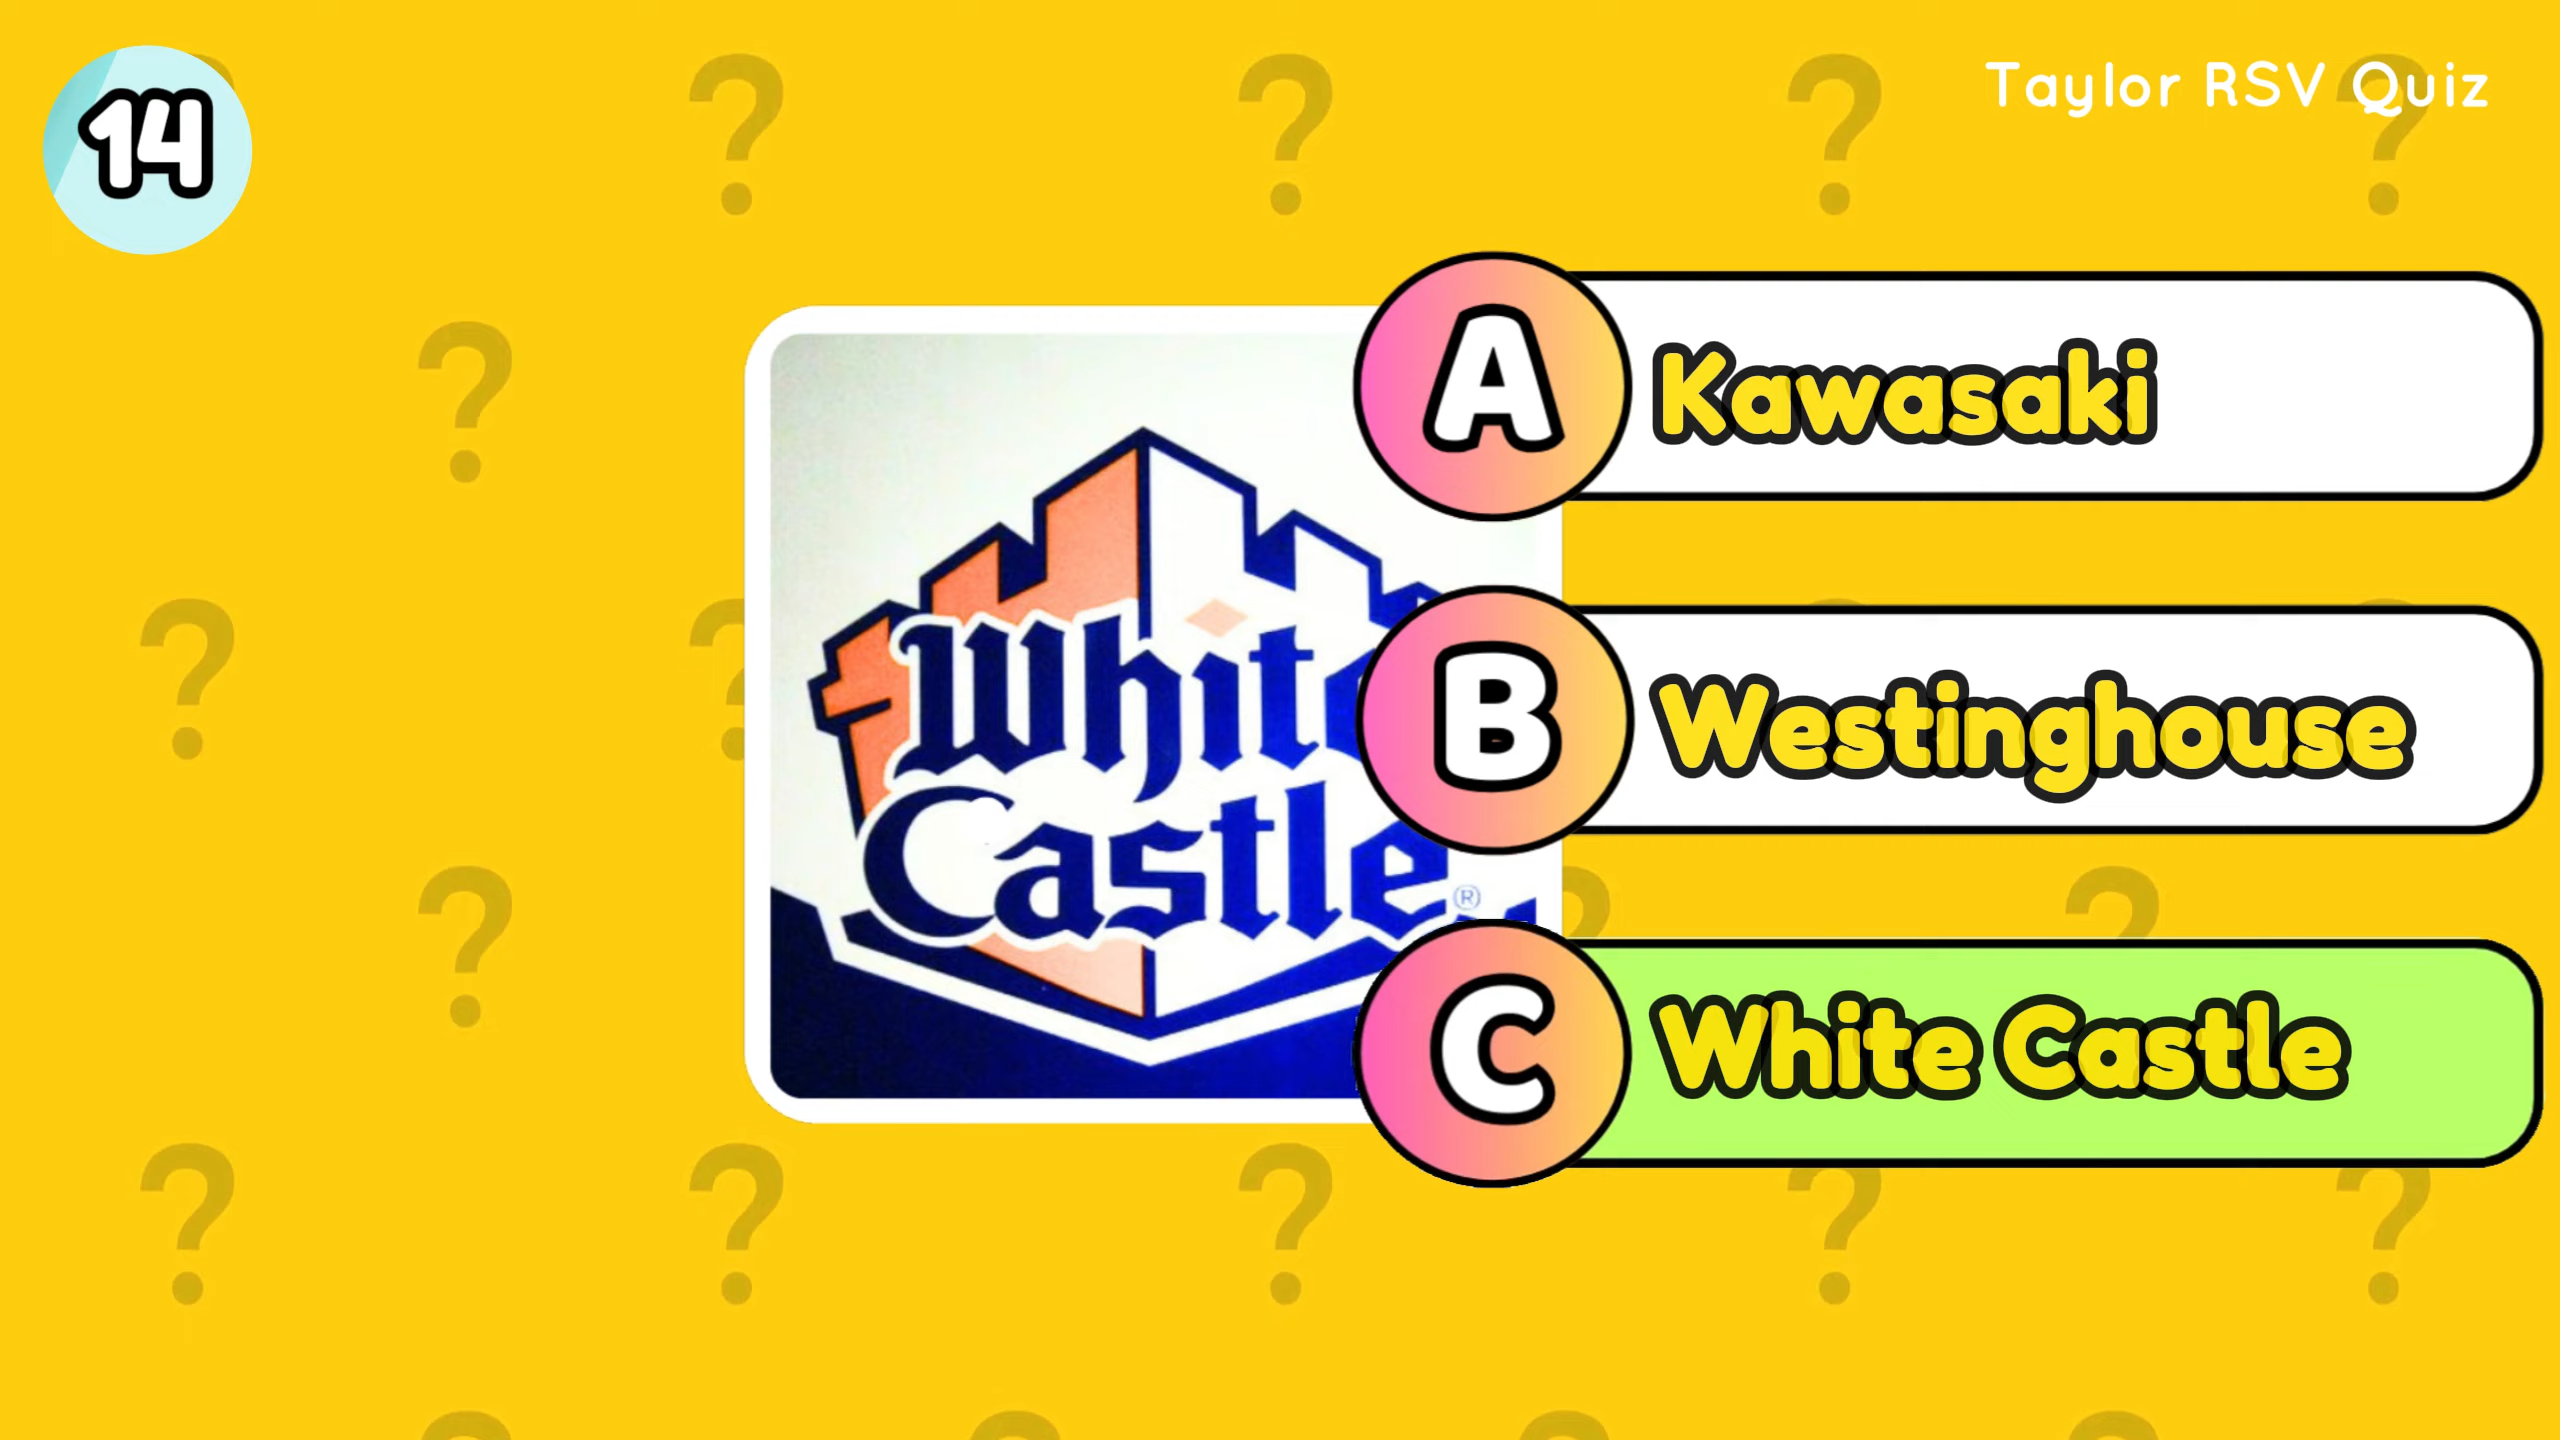 14
Taylor RSV Quiz
A
Kawasaki
White
Castle
®
B
Westinghouse
C
White Castle